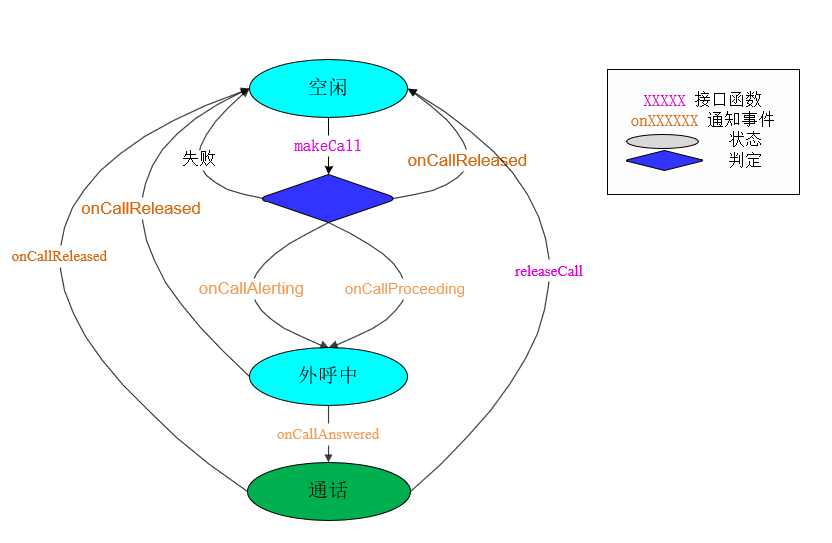 空闲
XXXXX 接口函数
onXXXXXX 通知事件
状态
判定
makeCall
失败
onCallReleased
onCallReleased
onCallReleased
releaseCall
onCallAlerting
onCallProceeding
外呼中
onCallAnswered
通话